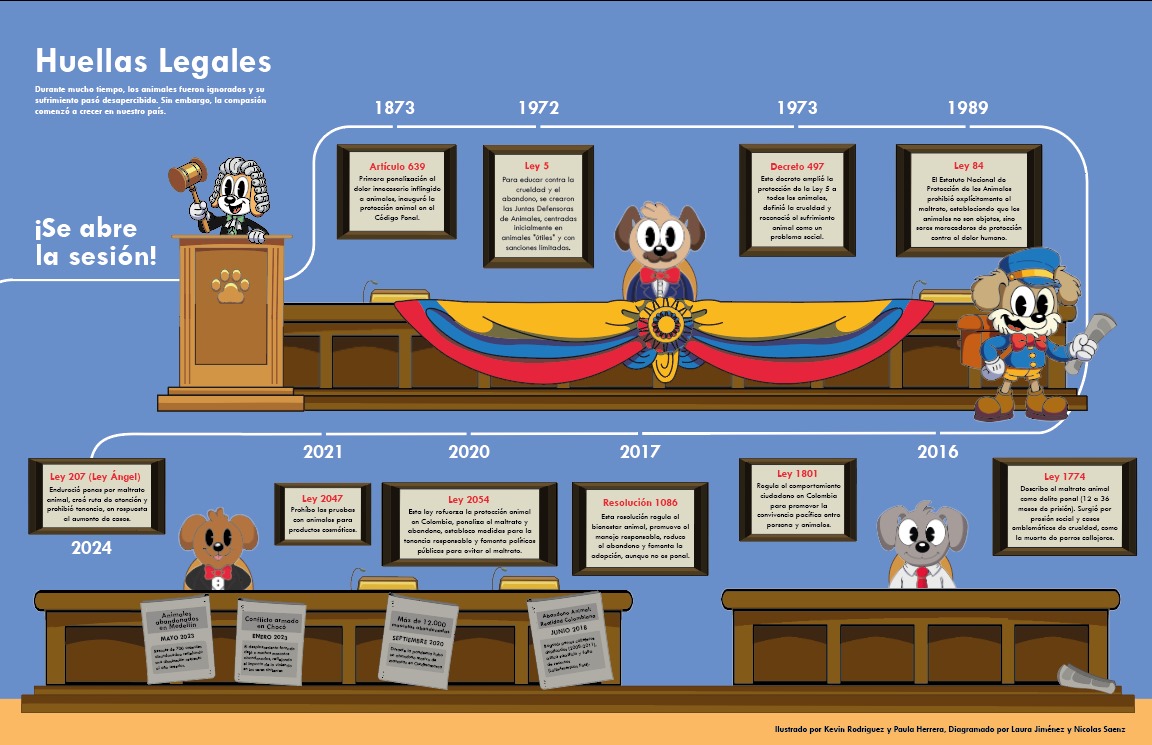 Huellas Legales
Durante mucho tiempo, los animales fueron ignorados y su
sufrimiento pasó desapercibido. Sin embargo, la compasión
comenzó a crecer en nuestro país.
¡Se abre
la sesión!
1873
Artículo 639
Primera penalización al
dolor innecesario infligido
a animales, inauguró la
protección animal en el
Código Penal.
1972
Ley 5
Para educar contra la
crueldad y el
abandono, se crearon
las Juntas Defensoras
de Animales, centradas
inicialmente en
animales "útiles" y con
sanciones limitadas.
1973
Decreto 497
Este decreto amplió la
protección de la Ley 5 a
todos los animales,
definió la crueldad y
reconoció el sufrimiento
animal como un
problema social.
1989
Ley 84
El Estatuto Nacional de
Protección de los Animales
prohibió explícitamente el
maltrato, estableciendo que los
animales no son objetos, sino
seres merecedores de protección
contra el dolor humano.
2016
Ley 1774
Describe el maltrato animal
como delito penal (12 a 36
meses de prisión). Surgió por
presión social y casos
emblemáticos de crueldad, como
la muerte de perros callejeros.
Ley 1801
Regula el comportamiento
ciudadano en Colombia
para promover la
convivencia pacífica entre
persona y animales.
2017
Resolución 1086
Esta resolución regula el
bienestar animal, promueve el
manejo responsable, reduce
el abandono y fomenta la
adopción, aunque no es penal.
2020
Ley 2054
Esta ley refuerza la protección animal
en Colombia, penaliza el maltrato y
abandono, establece medidas para la
tenencia responsable y fomenta políticas
públicas para evitar el maltrato.
2021
Ley 2047
Prohíbe las pruebas
con animales para
productos cosméticos.
Ley 207 (Ley Ángel)
Endureció penas por maltrato
animal, creó ruta de atención y
prohibió tenencia, en respuesta
al aumento de casos.
2024
Animales
abandonados
en Medellín
MAYO 2023
Conflicto armado
en Chocó
ENERO 2023
Mas de 12.000
SEPTIEMBRE 2020
Abandono Animal,
Realidad Colombiana
JUNIO 2018
Ilustrado por Kevin Rodriguez y Paula Herrera, Diagramado por Laura Jiménez y Nicolas Saenz